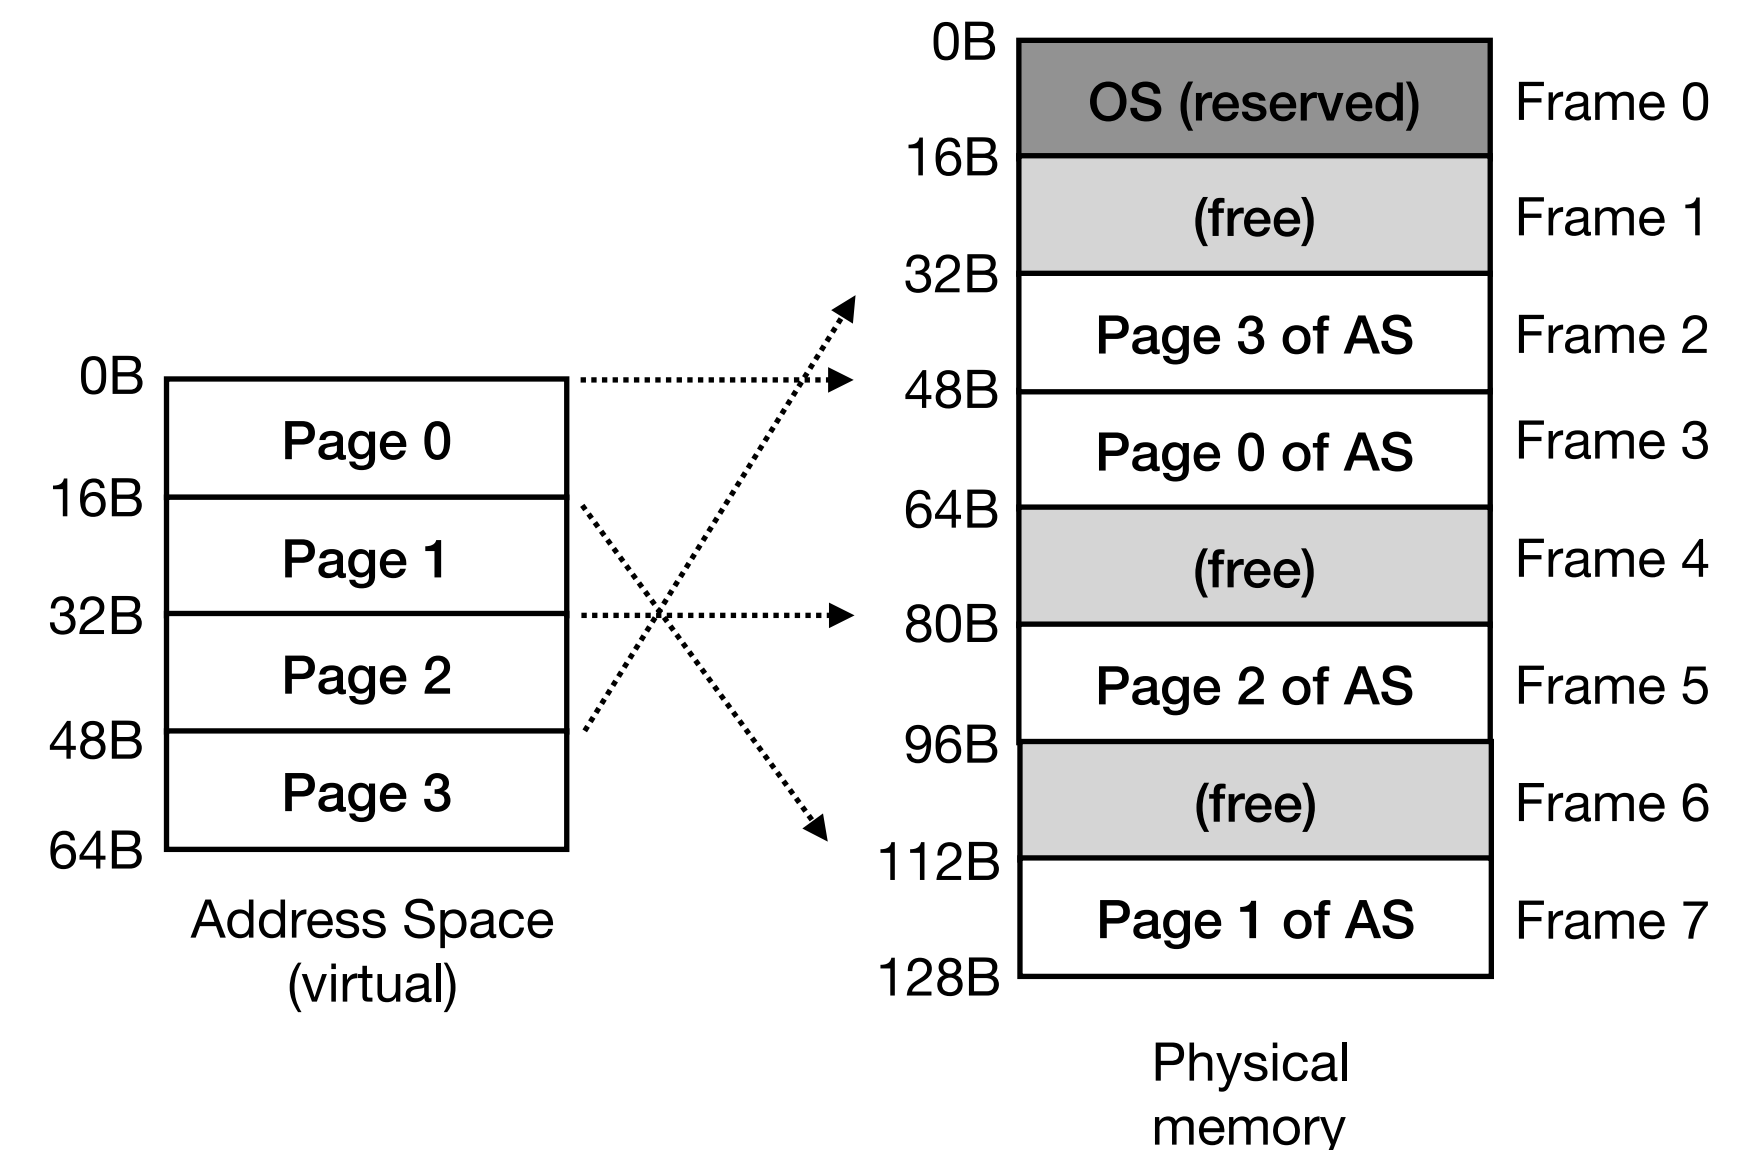 0B
Page 0
16B
Page 1
32B
Page 2
48B
Page 3
64B
Address Space
(virtual)
0B
OS (reserved)
Frame 0
16B
(free)
Frame 1
32B
Page 3 of AS
Frame 2
48B
Page 0 of AS
Frame 3
64B
(free)
Frame 4
80B
Page 2 of AS
Frame 5
96B
(free)
Frame 6
112B
Page 1 of AS
Frame 7
128B
Physical
memory